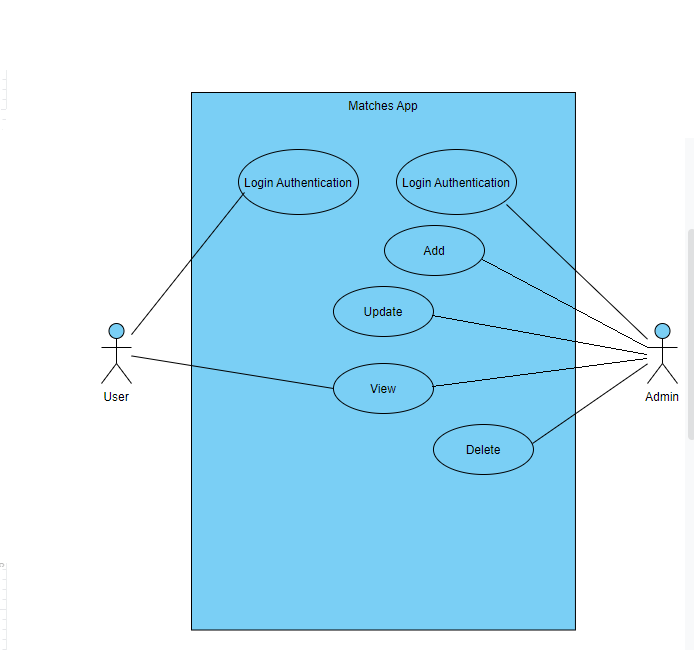 Matches App
Login Authentication
Login Authentication
Add
Update
View
User
Admin
Delete